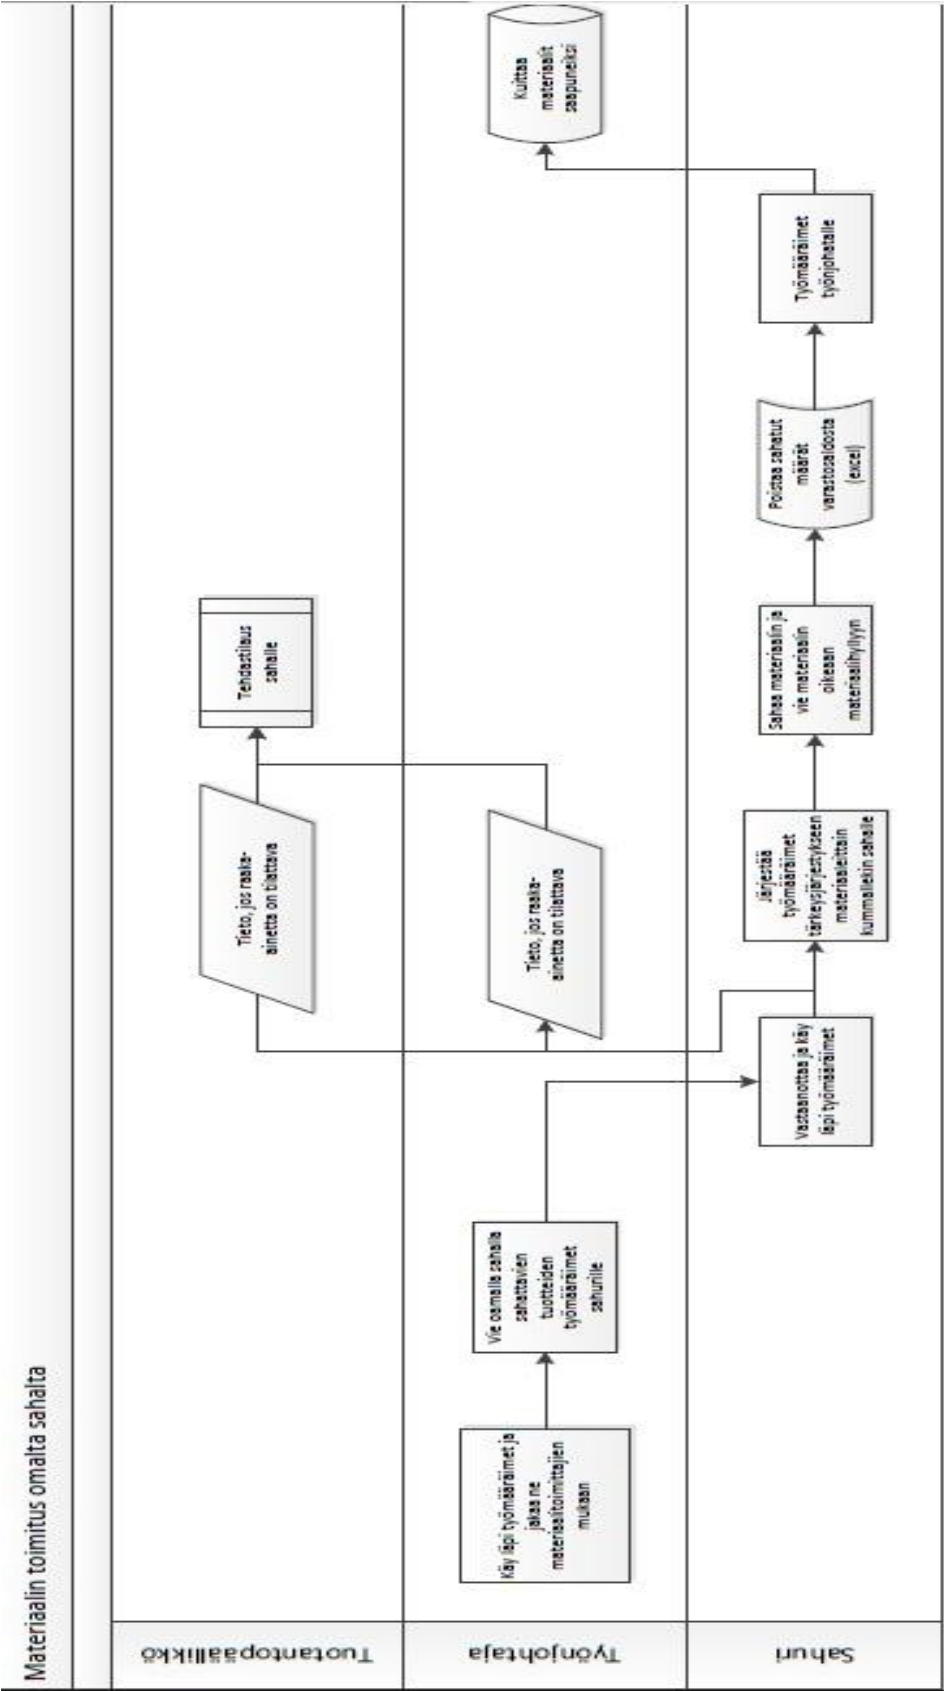 Materiaalin toimitus omalta sahalta
Tuotantopäällikkö
Tieto, jos raaka-
ainetta on tilattava
Tehdastilaus
sahalle
Työnjohtaja
Käy läpi työmääräimet ja
jakaa ne
materiaalitoimittajien
mukaan
Vie oamalla sahalla
sahattavien
tuotteiden
työmääräimet
sahurille
Tieto, jos raaka-
ainetta on tilattava
Kuittaa
materiaalit
saapuneiksi
Sahuri
Vastaanottaa ja käy
läpi työmääräimet
Järjestää
työmääräimet
tärkeysjärjestykseen
materiaaleittain
kummallekin sahalle
Sahaa materiaalin ja
vie materiaalin
oikeaan
materiaalihyllyyn
Poistaa sahatut
määrät
varastosaldosta
(excel)
Työmääräimet
työnjohatalle